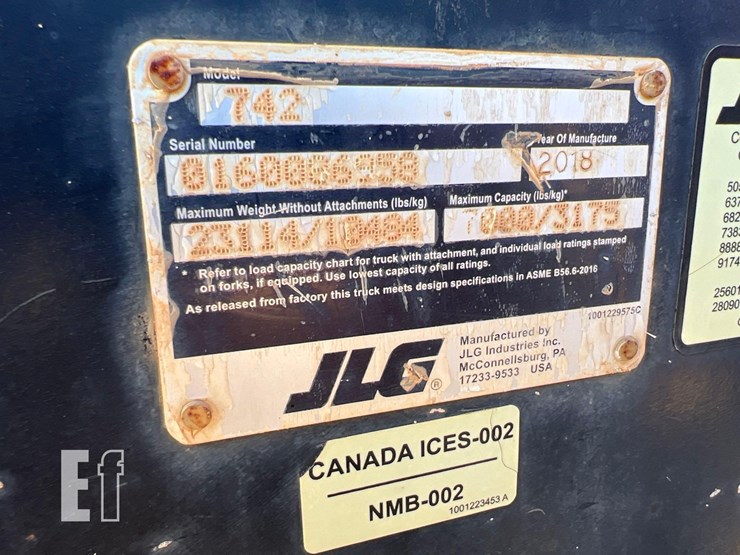 Model
742
Serial Number
Year Of Manufacture
2018
Maximum Weight Without Attachments (lbs/kg)
Maximum Capacity (lbs/kg)*
23114/10484
7000/3175
* Refer to load capacity chart for truck with attachment, and individual load ratings stamped
on forks, if equipped. Use lowest capacity of all ratings.
As released from factory this truck meets design specifications in ASME B56.6-2016
1001229575C
JLG®
Manufactured by
JLG Industries Inc.
McConnellsburg, PA
17233-9533 USA
CANADA ICES-002
NMB-002
1001223453 A
Ef